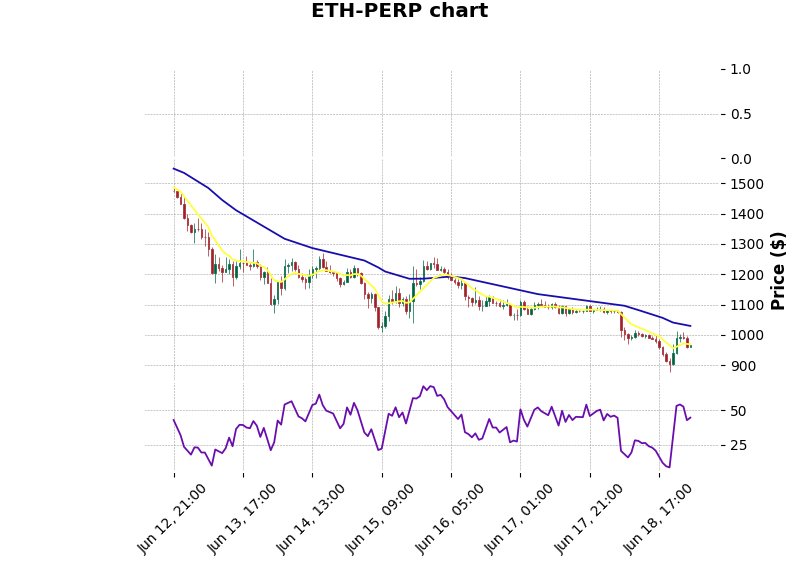 ETH-PERP chart
1.0
0.5
0.0
1500
1400
1300
1200
1100
1000
900
50
25
Price ($)
Jun 12, 21:00
Jun 13, 17:00
Jun 14, 13:00
Jun 15, 09:00
Jun 16, 05:00
Jun 17, 01:00
Jun 17, 21:00
Jun 18, 17:00